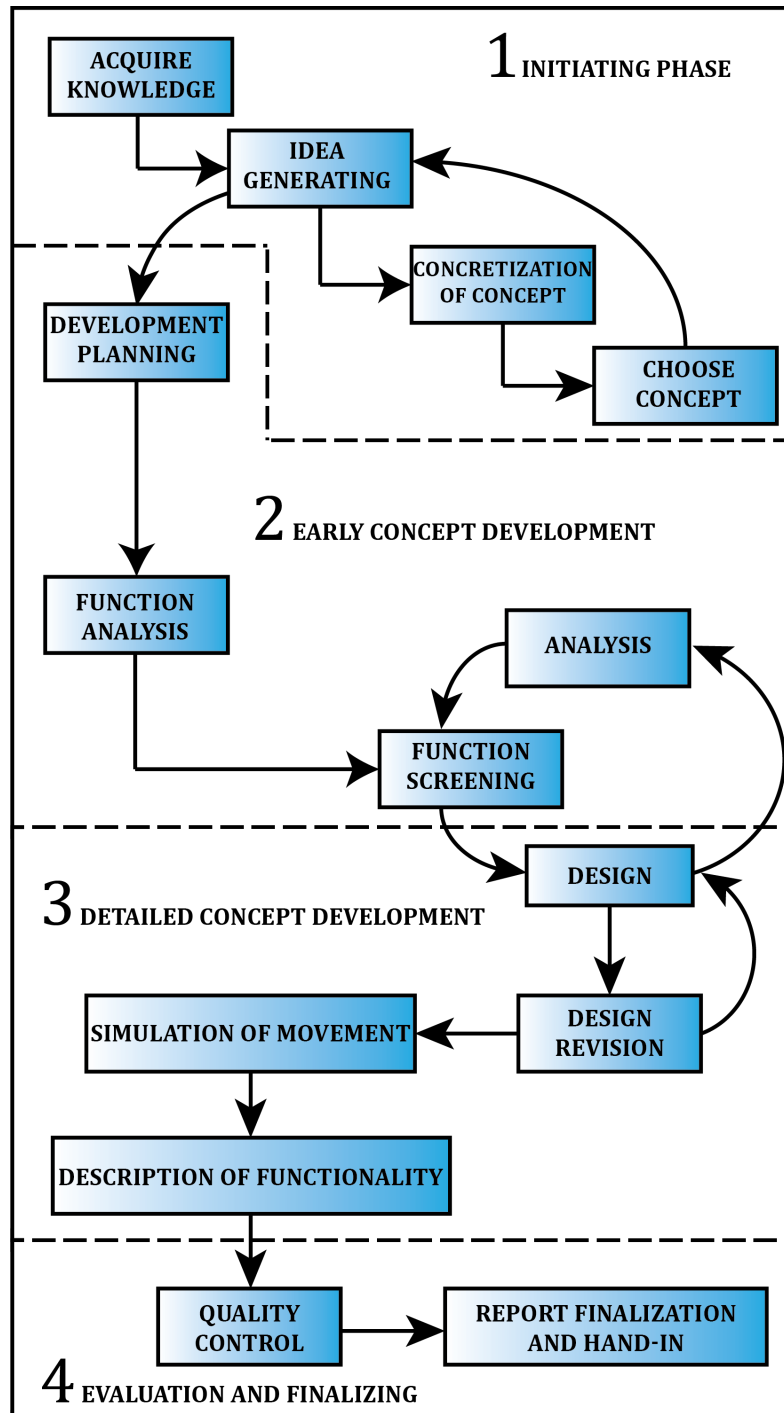 ACQUIRE
KNOWLEDGE
1 INITIATING PHASE
IDEA
GENERATING
CONCRETIZATION
OF CONCEPT
DEVELOPMENT
PLANNING
CHOOSE
CONCEPT
2 EARLY CONCEPT DEVELOPMENT
FUNCTION
ANALYSIS
ANALYSIS
FUNCTION
SCREENING
DESIGN
3 DETAILED CONCEPT DEVELOPMENT
DESIGN
REVISION
SIMULATION OF MOVEMENT
DESCRIPTION OF FUNCTIONALITY
QUALITY
CONTROL
REPORT FINALIZATION
AND HAND-IN
4 EVALUATION AND FINALIZING